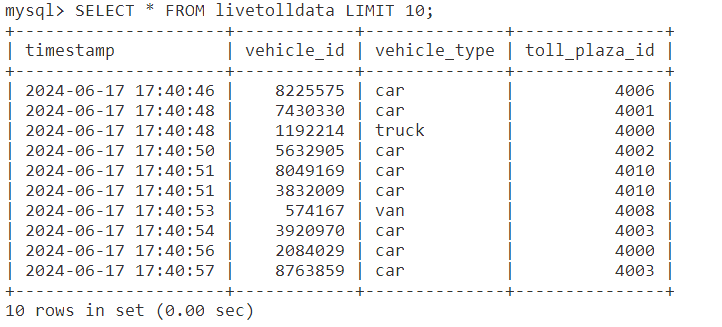 mysql> SELECT * FROM livetolldata LIMIT 10;
+---------------------+------------+--------------+---------------+
| timestamp           | vehicle_id | vehicle_type | toll_plaza_id |
+---------------------+------------+--------------+---------------+
| 2024-06-17 17:40:46 |    8225575 | car          |          4006 |
| 2024-06-17 17:40:48 |    7430330 | car          |          4001 |
| 2024-06-17 17:40:48 |    1192214 | truck        |          4000 |
| 2024-06-17 17:40:50 |    5632905 | car          |          4002 |
| 2024-06-17 17:40:51 |    8049169 | car          |          4010 |
| 2024-06-17 17:40:51 |    3832009 | car          |          4010 |
| 2024-06-17 17:40:53 |     574167 | van          |          4008 |
| 2024-06-17 17:40:54 |    3920970 | car          |          4003 |
| 2024-06-17 17:40:56 |    2084029 | car          |          4000 |
| 2024-06-17 17:40:57 |    8763859 | car          |          4003 |
+---------------------+------------+--------------+---------------+
10 rows in set (0.00 sec)